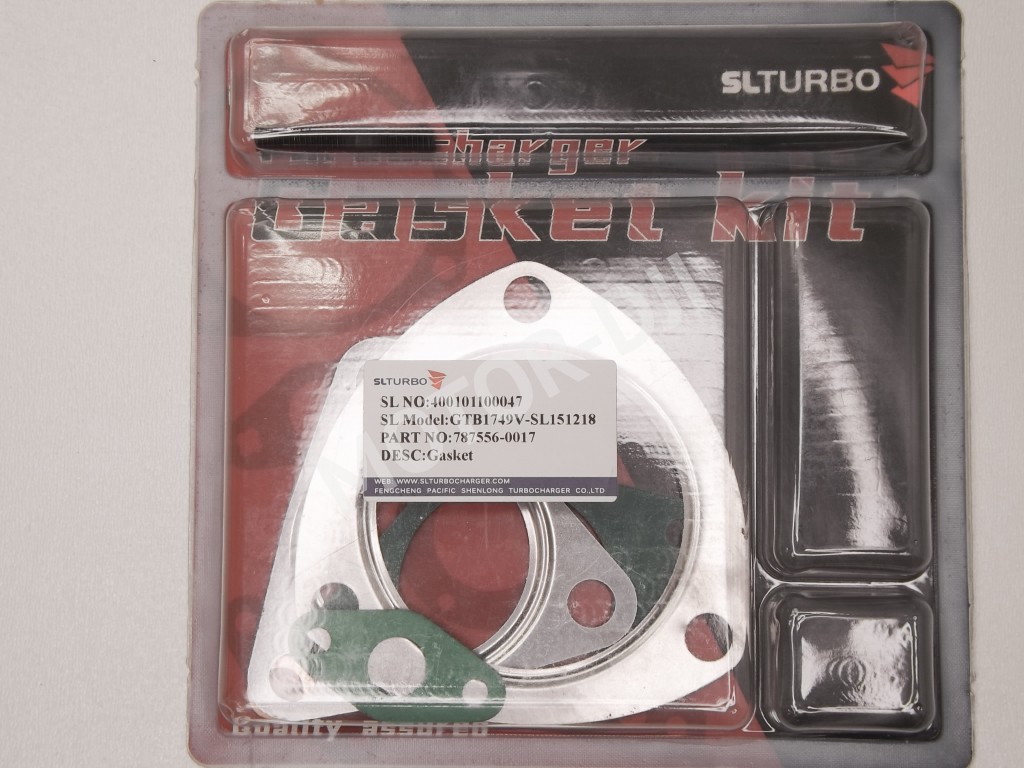 SLTURBO
Turbocharger
Gasket kit
SLTURBO
SL NO:400101100047
SL Model:GTB1749V-SL151218
PART NO:787556-0017
DESC:Gasket
WEB: WWW.SLTURBOCHARGER.COM
FENGCHENG PACIFIC SHENLONG TURBOCHARGER CO.,LTD
Quality assured